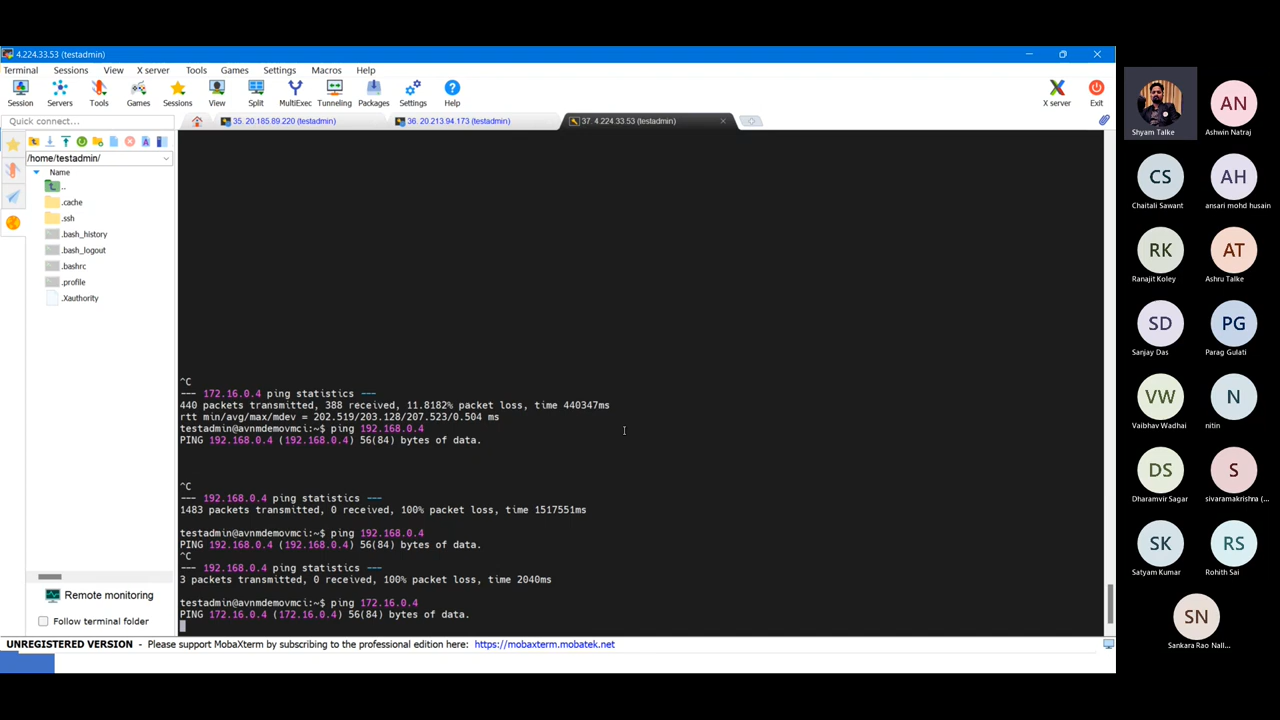 4.224.33.53 (testadmin)
Terminal Sessions View X server Tools Games Settings Macros Help
Session Servers Tools Games Sessions View Split MultiExec Tunneling Packages Settings Help X server Exit
Quick connect...
35. 20.185.89.220 (testadmin)
36. 20.213.94.173 (testadmin)
37. 4.224.33.53 (testadmin)
/home/testadmin/
Name
..
.cache
.ssh
.bash_history
.bash_logout
.bashrc
.profile
.Xauthority
Remote monitoring
Follow terminal folder
^C
--- 172.16.0.4 ping statistics ---
440 packets transmitted, 388 received, 11.8182% packet loss, time 440347ms
rtt min/avg/max/mdev = 202.519/203.128/207.523/0.504 ms
testadmin@avnmdemovmci:~$ ping 192.168.0.4
PING 192.168.0.4 (192.168.0.4) 56(84) bytes of data.
^C
--- 192.168.0.4 ping statistics ---
1483 packets transmitted, 0 received, 100% packet loss, time 1517551ms
testadmin@avnmdemovmci:~$ ping 192.168.0.4
PING 192.168.0.4 (192.168.0.4) 56(84) bytes of data.
^C
--- 192.168.0.4 ping statistics ---
3 packets transmitted, 0 received, 100% packet loss, time 2040ms
testadmin@avnmdemovmci:~$ ping 172.16.0.4
PING 172.16.0.4 (172.16.0.4) 56(84) bytes of data.
UNREGISTERED VERSION - Please support MobaXterm by subscribing to the professional edition here: https://mobaxterm.mobatek.net
Shyam Talke
AN
Ashwin Natraj
CS
Chaitali Sawant
AH
ansari mohd husain
RK
Ranajit Koley
AT
Ashru Talke
SD
Sanjay Das
PG
Parag Gulati
VW
Vaibhav Wadhai
N
nitin
DS
Dharamvir Sagar
S
sivaramakrishna (...
SK
Satyam Kumar
RS
Rohith Sai
SN
Sankara Rao Nall...